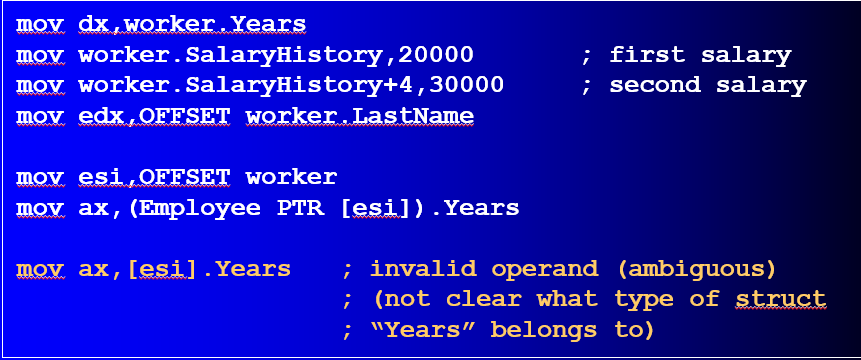 mov dx,worker.Years
mov worker.SalaryHistory,20000 ; first salary
mov worker.SalaryHistory+4,30000 ; second salary
mov edx,OFFSET worker.LastName
mov esi,OFFSET worker
mov ax,(Employee PTR [esi]).Years
mov ax,[esi].Years ; invalid operand (ambiguous)
; (not clear what type of struct
; “Years” belongs to)